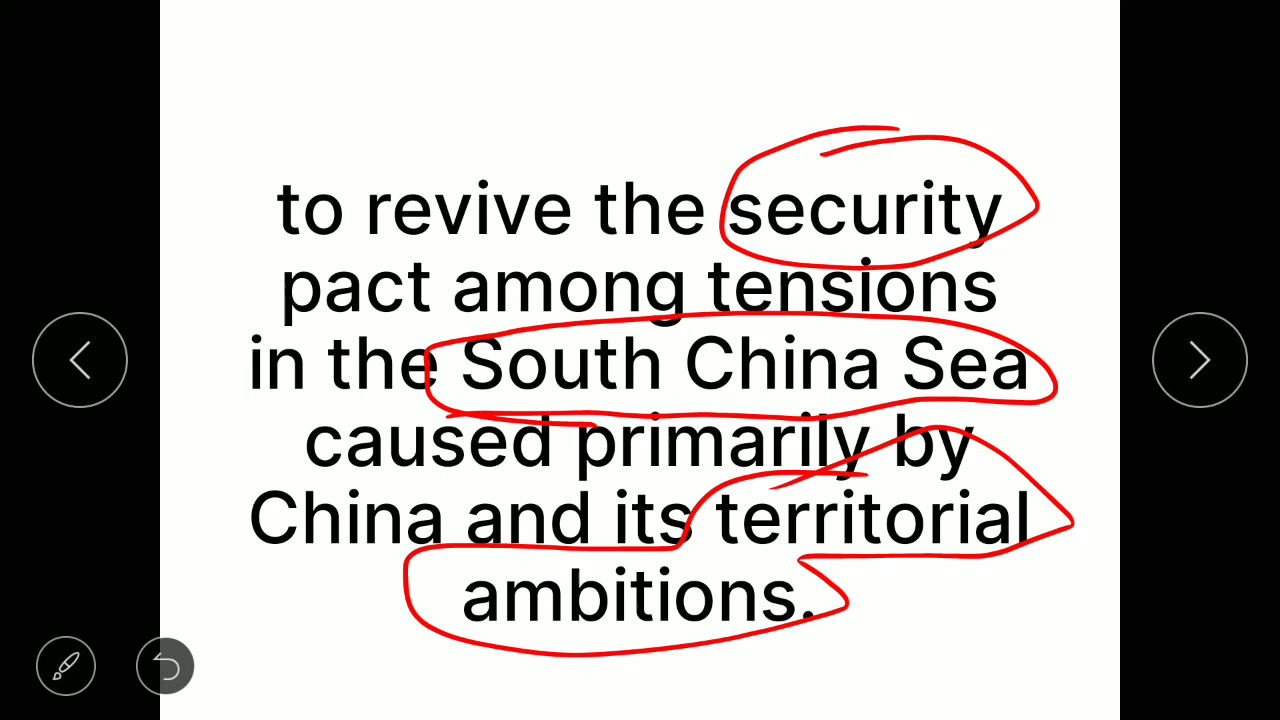 to revive the security
pact among tensions
in the South China Sea
caused primarily by
China and its territorial
ambitions.